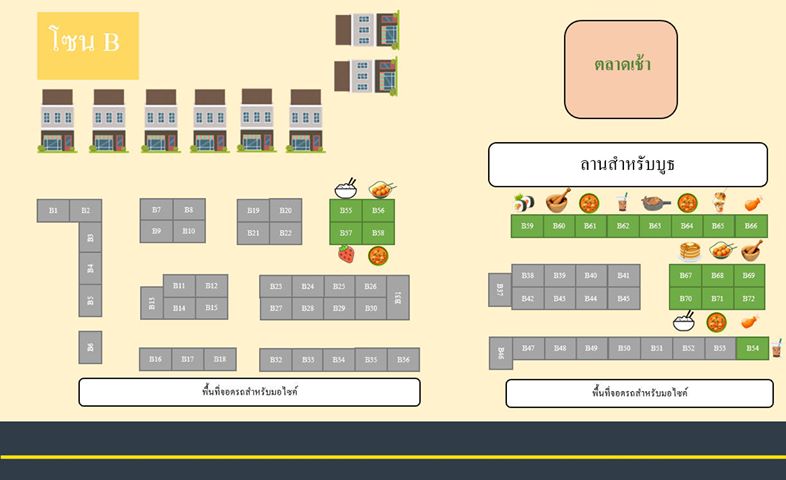 โซน B
ตลาดเช้า
ลานสำหรับบูธ
B1 B2
B3
B4
B5
B6
B7 B8
B9 B10
B11 B12
B13
B14 B15
B16 B17 B18
B19 B20
B21 B22
B23 B24 B25 B26
B27 B28 B29 B30
B31
B32 B33 B34 B35 B36
B55 B56
B57 B58
B59 B60 B61 B62 B63 B64 B65 B66
B37
B38 B39 B40 B41
B42 B43 B44 B45
B67 B68 B69
B70 B71 B72
B46
B47 B48 B49 B50 B51 B52 B53 B54
พื้นที่จอดรถสำหรับมอไซค์
พื้นที่จอดรถสำหรับมอไซค์